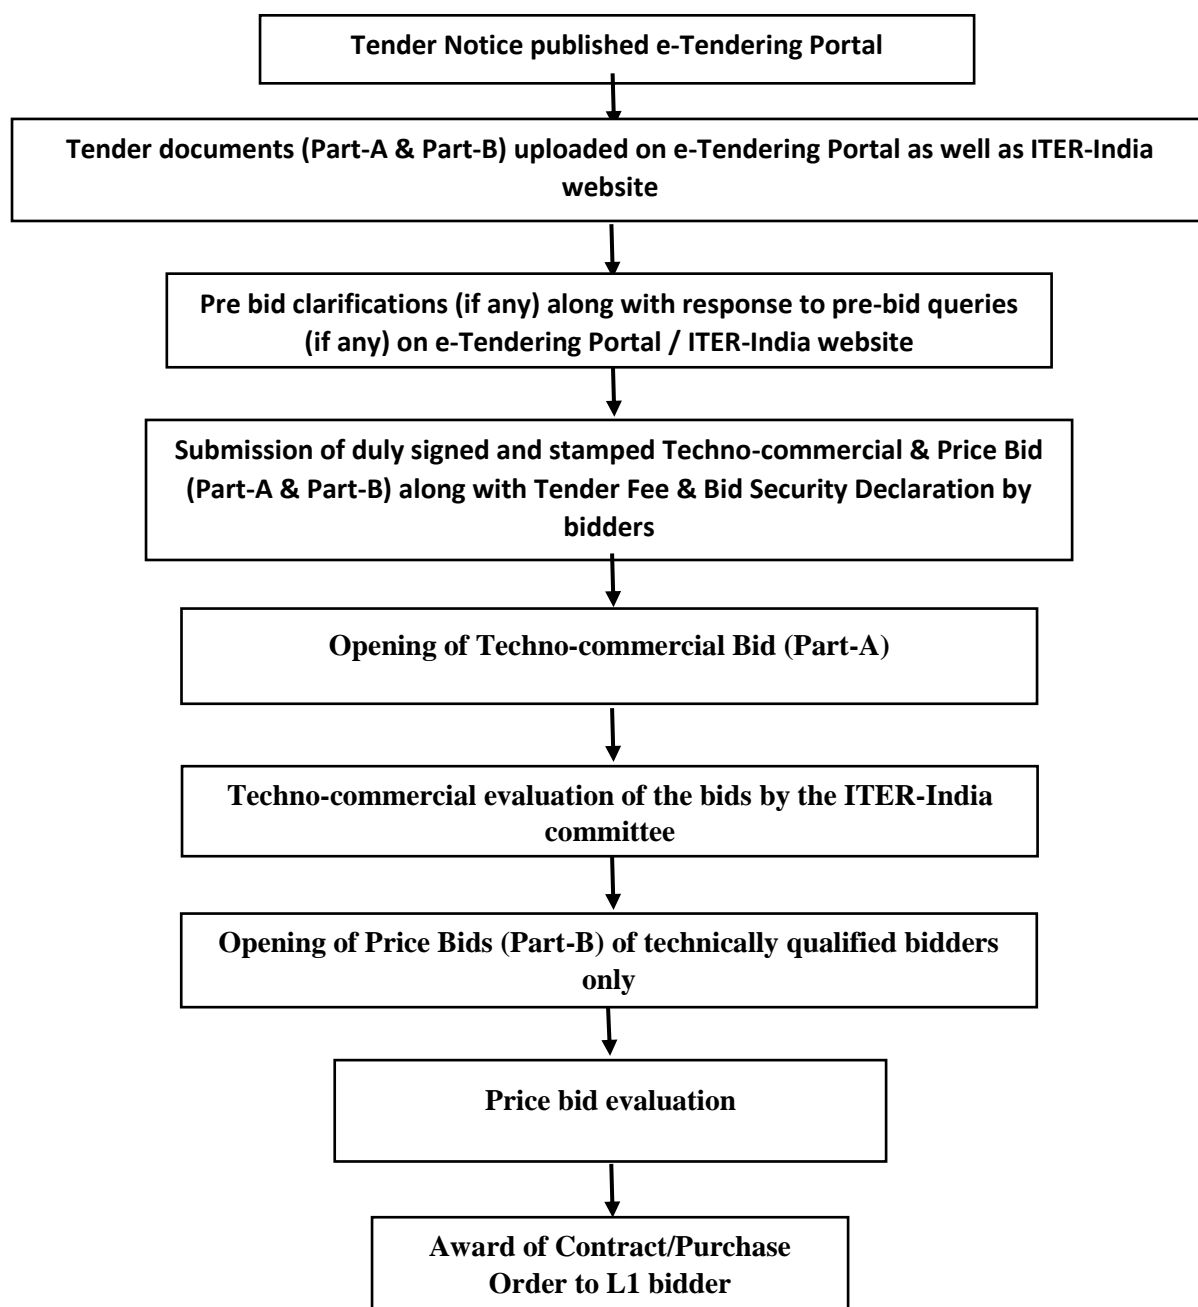 Tender Notice published e-Tendering Portal
Tender documents (Part-A & Part-B) uploaded on e-Tendering Portal as well as ITER-India
website
Pre bid clarifications (if any) along with response to pre-bid queries
(if any) on e-Tendering Portal / ITER-India website
Submission of duly signed and stamped Techno-commercial & Price Bid
(Part-A & Part-B) along with Tender Fee & Bid Security Declaration by
bidders
Opening of Techno-commercial Bid (Part-A)
Techno-commercial evaluation of the bids by the ITER-India
committee
Opening of Price Bids (Part-B) of technically qualified bidders
only
Price bid evaluation
Award of Contract/Purchase
Order to L1 bidder